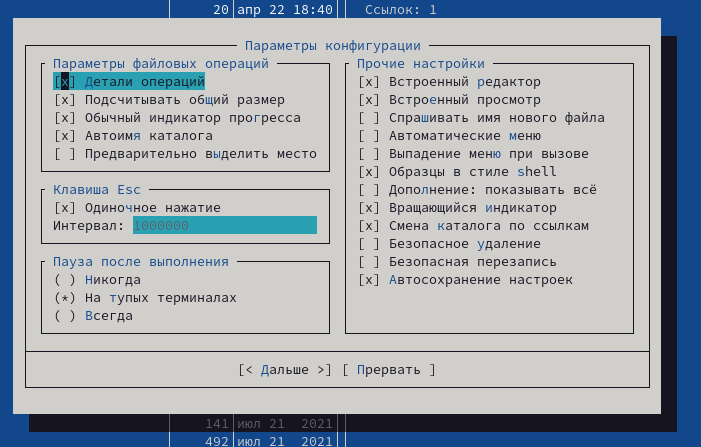 20 апр 22 18:40 Ссылок: 1
Параметры конфигурации
Параметры файловых операций
[x] Детали операций
[x] Подсчитывать общий размер
[x] Обычный индикатор прогресса
[x] Автоимя каталога
[ ] Предварительно выделить место
Клавиша Esc
[x] Одиночное нажатие
Интервал: 1000000
Пауза после выполнения
( ) Никогда
(*) На тупых терминалах
( ) Всегда
Прочие настройки
[x] Встроенный редактор
[x] Встроенный просмотр
[ ] Спрашивать имя нового файла
[ ] Автоматические меню
[ ] Выпадение меню при вызове
[x] Образцы в стиле shell
[ ] Дополнение: показывать всё
[x] Вращающийся индикатор
[x] Смена каталога по ссылкам
[ ] Безопасное удаление
[ ] Безопасная перезапись
[x] Автосохранение настроек
[< Дальше >] [ Прервать ]
141 июл 21 2021
492 июл 21 2021